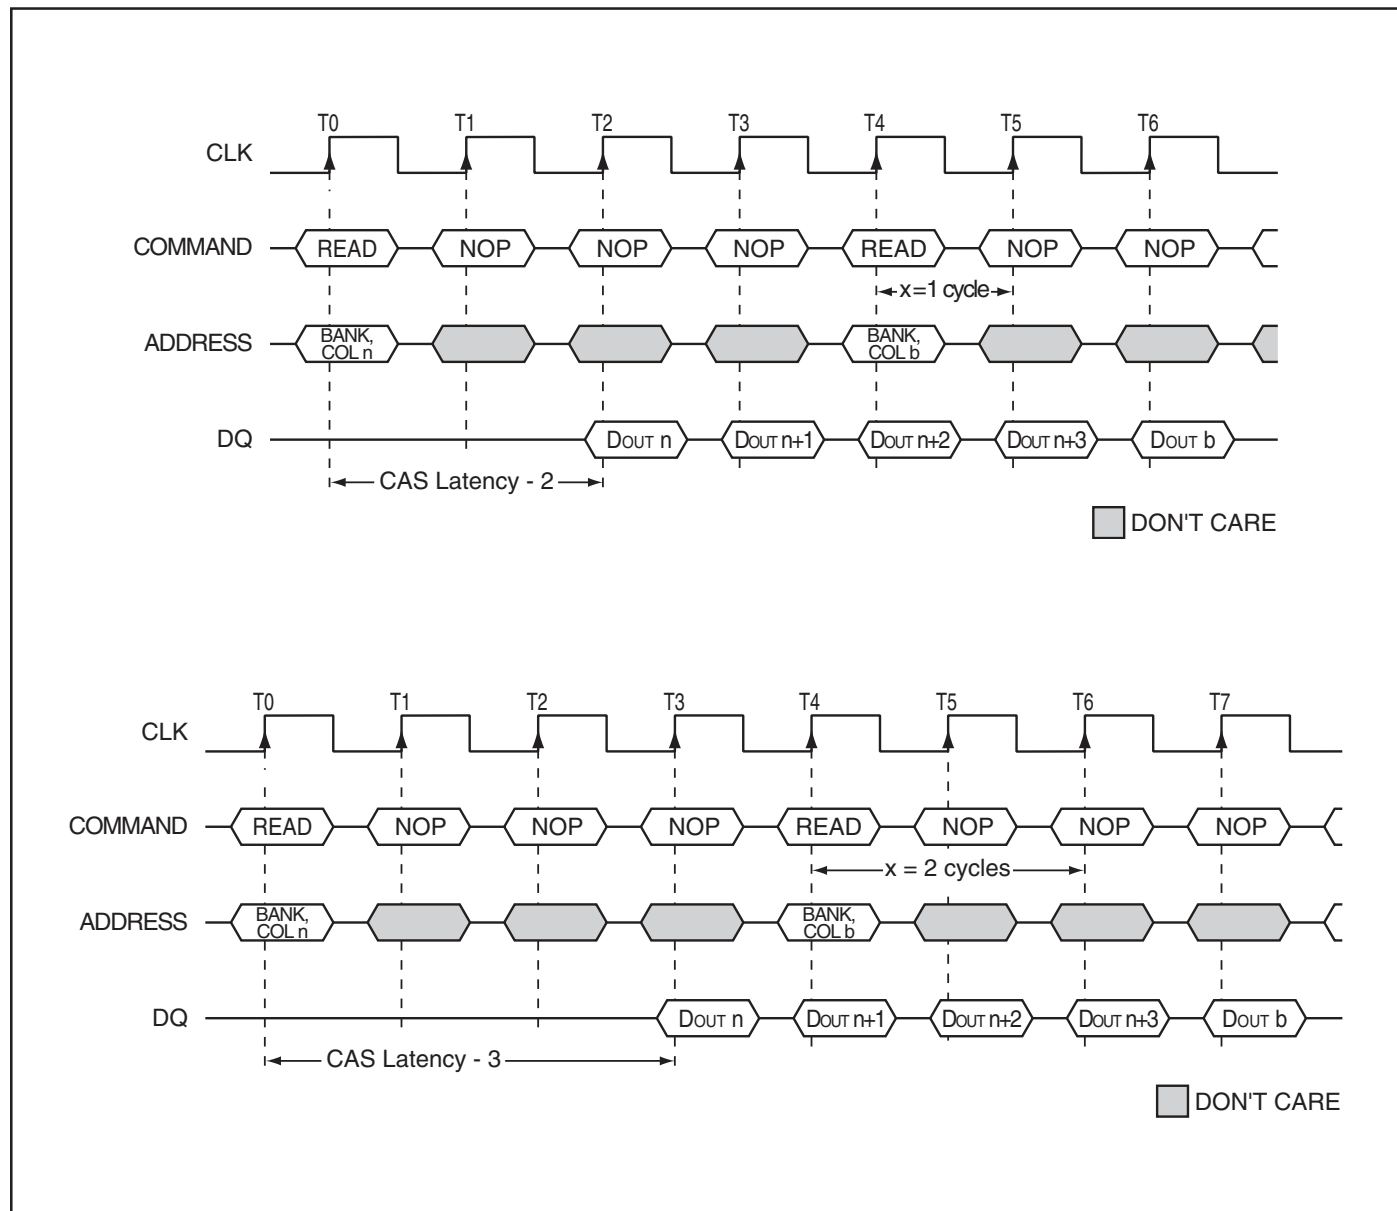 T0 T1 T2 T3 T4 T5 T6
CLK
COMMAND READ NOP NOP NOP READ NOP NOP
x=1 cycle
ADDRESS BANK, COL n BANK, COL b
DQ DOUT n DOUT n+1 DOUT n+2 DOUT n+3 DOUT b
CAS Latency - 2
DON'T CARE
T0 T1 T2 T3 T4 T5 T6 T7
CLK
COMMAND READ NOP NOP NOP READ NOP NOP NOP
x = 2 cycles
ADDRESS BANK, COL n BANK, COL b
DQ DOUT n DOUT n+1 DOUT n+2 DOUT n+3 DOUT b
CAS Latency - 3
DON'T CARE